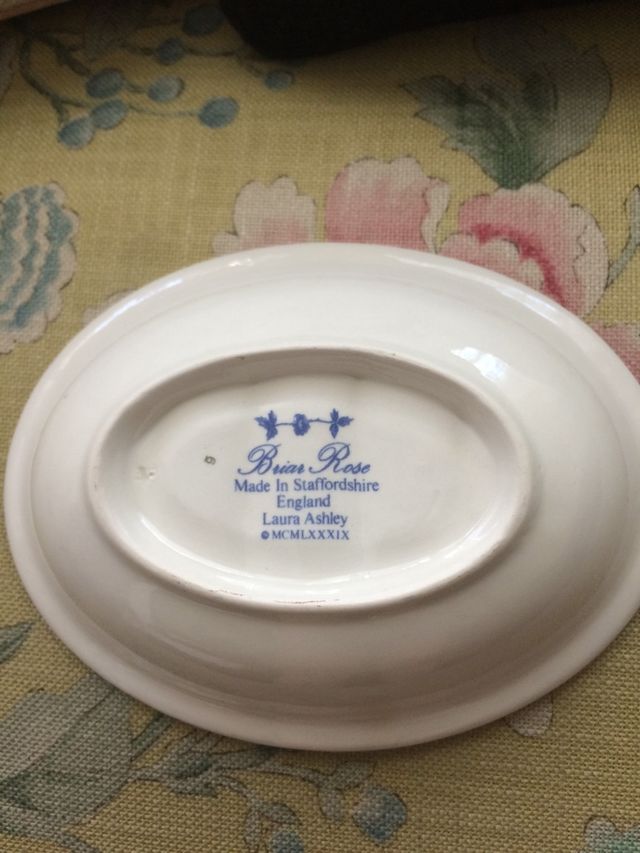 Briar Rose
Made In Staffordshire
England
Laura Ashley
© MCMLXXXIX